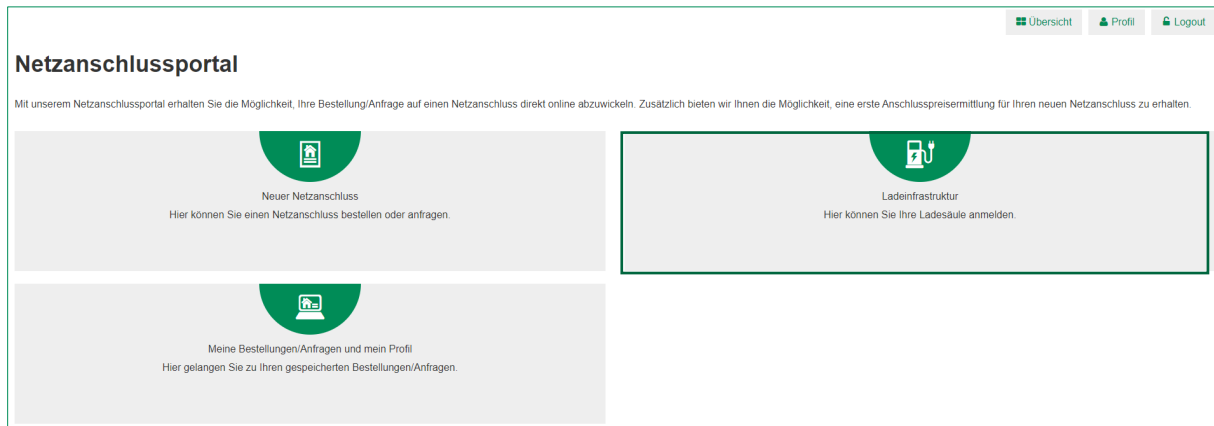 Übersicht
Profil
Logout
Netzanschlussportal
Mit unserem Netzanschlussportal erhalten Sie die Möglichkeit, Ihre Bestellung/Anfrage auf einen Netzanschluss direkt online abzuwickeln. Zusätzlich bieten wir Ihnen die Möglichkeit, eine erste Anschlusspreisermittlung für Ihren neuen Netzanschluss zu erhalten.
Neuer Netzanschluss
Hier können Sie einen Netzanschluss bestellen oder anfragen.
Ladeinfrastruktur
Hier können Sie Ihre Ladesäule anmelden.
Meine Bestellungen/Anfragen und mein Profil
Hier gelangen Sie zu Ihren gespeicherten Bestellungen/Anfragen.